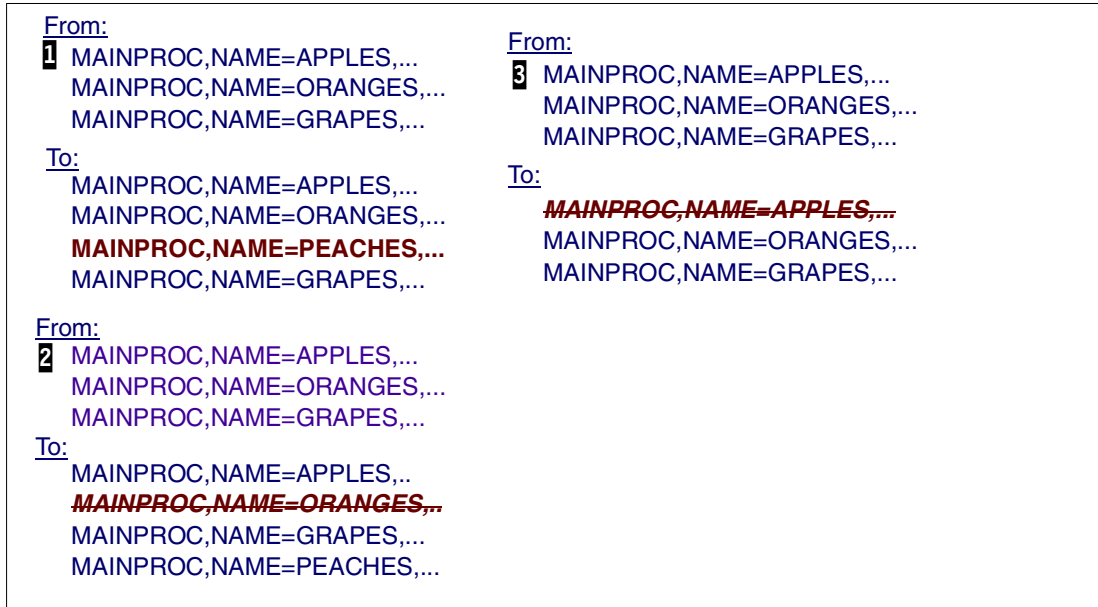 From:
1 MAINPROC,NAME=APPLES,...
MAINPROC,NAME=ORANGES,...
MAINPROC,NAME=GRAPES,...
To:
MAINPROC,NAME=APPLES,...
MAINPROC,NAME=ORANGES,...
MAINPROC,NAME=PEACHES,...
MAINPROC,NAME=GRAPES,...
From:
2 MAINPROC,NAME=APPLES,...
MAINPROC,NAME=ORANGES,...
MAINPROC,NAME=GRAPES,...
To:
MAINPROC,NAME=APPLES,..
MAINPROC,NAME=ORANGES,..
MAINPROC,NAME=GRAPES,...
MAINPROC,NAME=PEACHES,...
From:
3 MAINPROC,NAME=APPLES,...
MAINPROC,NAME=ORANGES,...
MAINPROC,NAME=GRAPES,...
To:
MAINPROC,NAME=APPLES,...
MAINPROC,NAME=ORANGES,...
MAINPROC,NAME=GRAPES,...